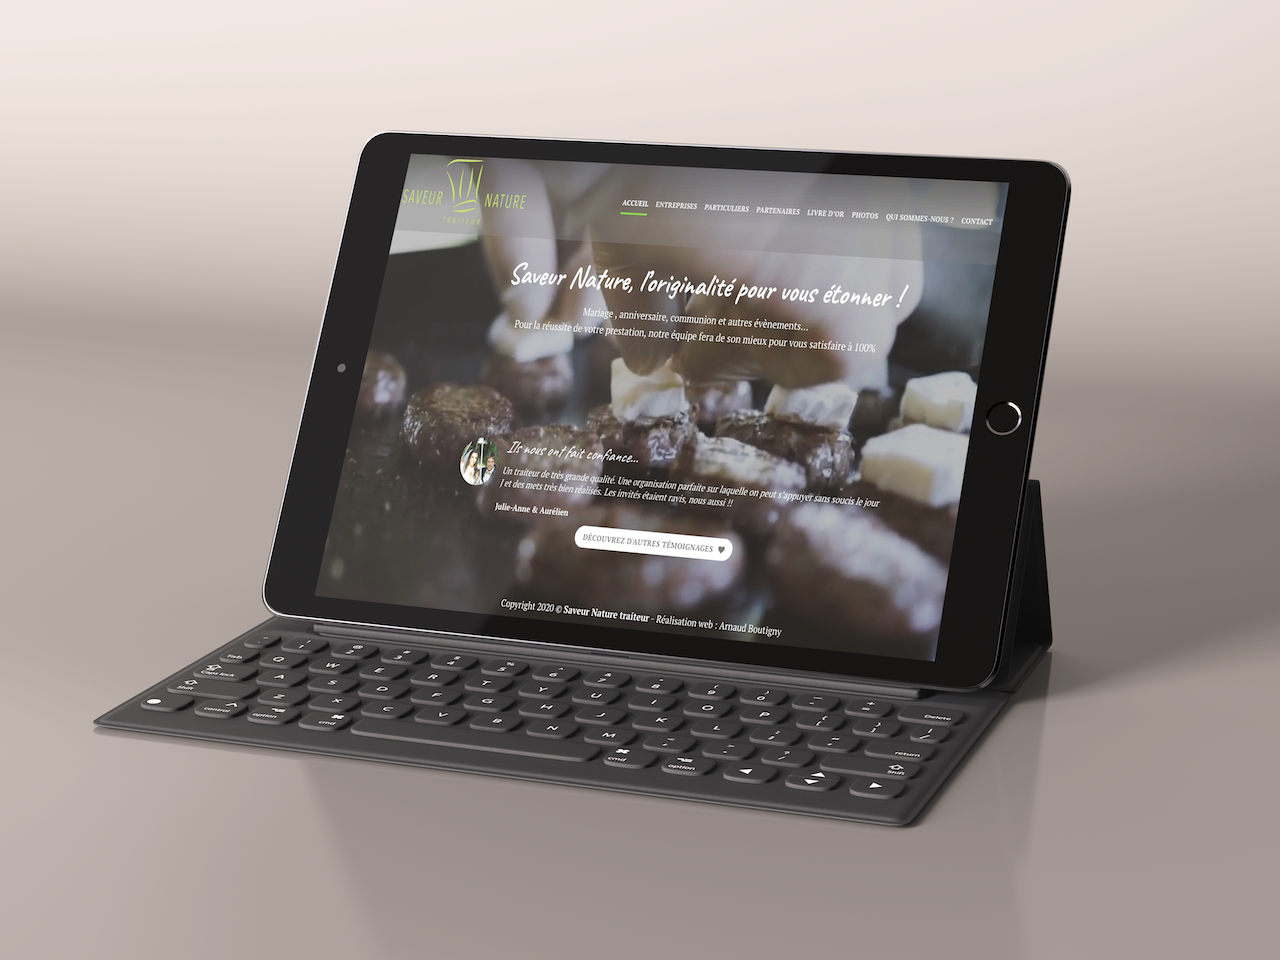 SAVEUR NATURE
TRAITEUR
ACCUEIL ENTREPRISES PARTICULIERS PARTENAIRES LIVRE D'OR PHOTOS QUI SOMMES-NOUS ? CONTACT
Saveur Nature, l'originalité pour vous étonner !
Mariage , anniversaire, communion et autres évènements...
Pour la réussite de votre prestation, notre équipe fera de son mieux pour vous satisfaire à 100%
Ils nous ont fait confiance...
Un traiteur de très grande qualité. Une organisation parfaite sur laquelle on peut s'appuyer sans soucis le jour
J et des mets très bien réalisés. Les invités étaient ravis, nous aussi !!
Julie-Anne & Aurélien
DÉCOUVREZ D'AUTRES TÉMOIGNAGES
Copyright 2020 © Saveur Nature traiteur - Réalisation web : Arnaud Boutigny
Tab Q W E R T Y U I O P
Caps lock A S D F G H J K L return
Shift Z X C V B N M Shift
control option cmd cmd option
Delete